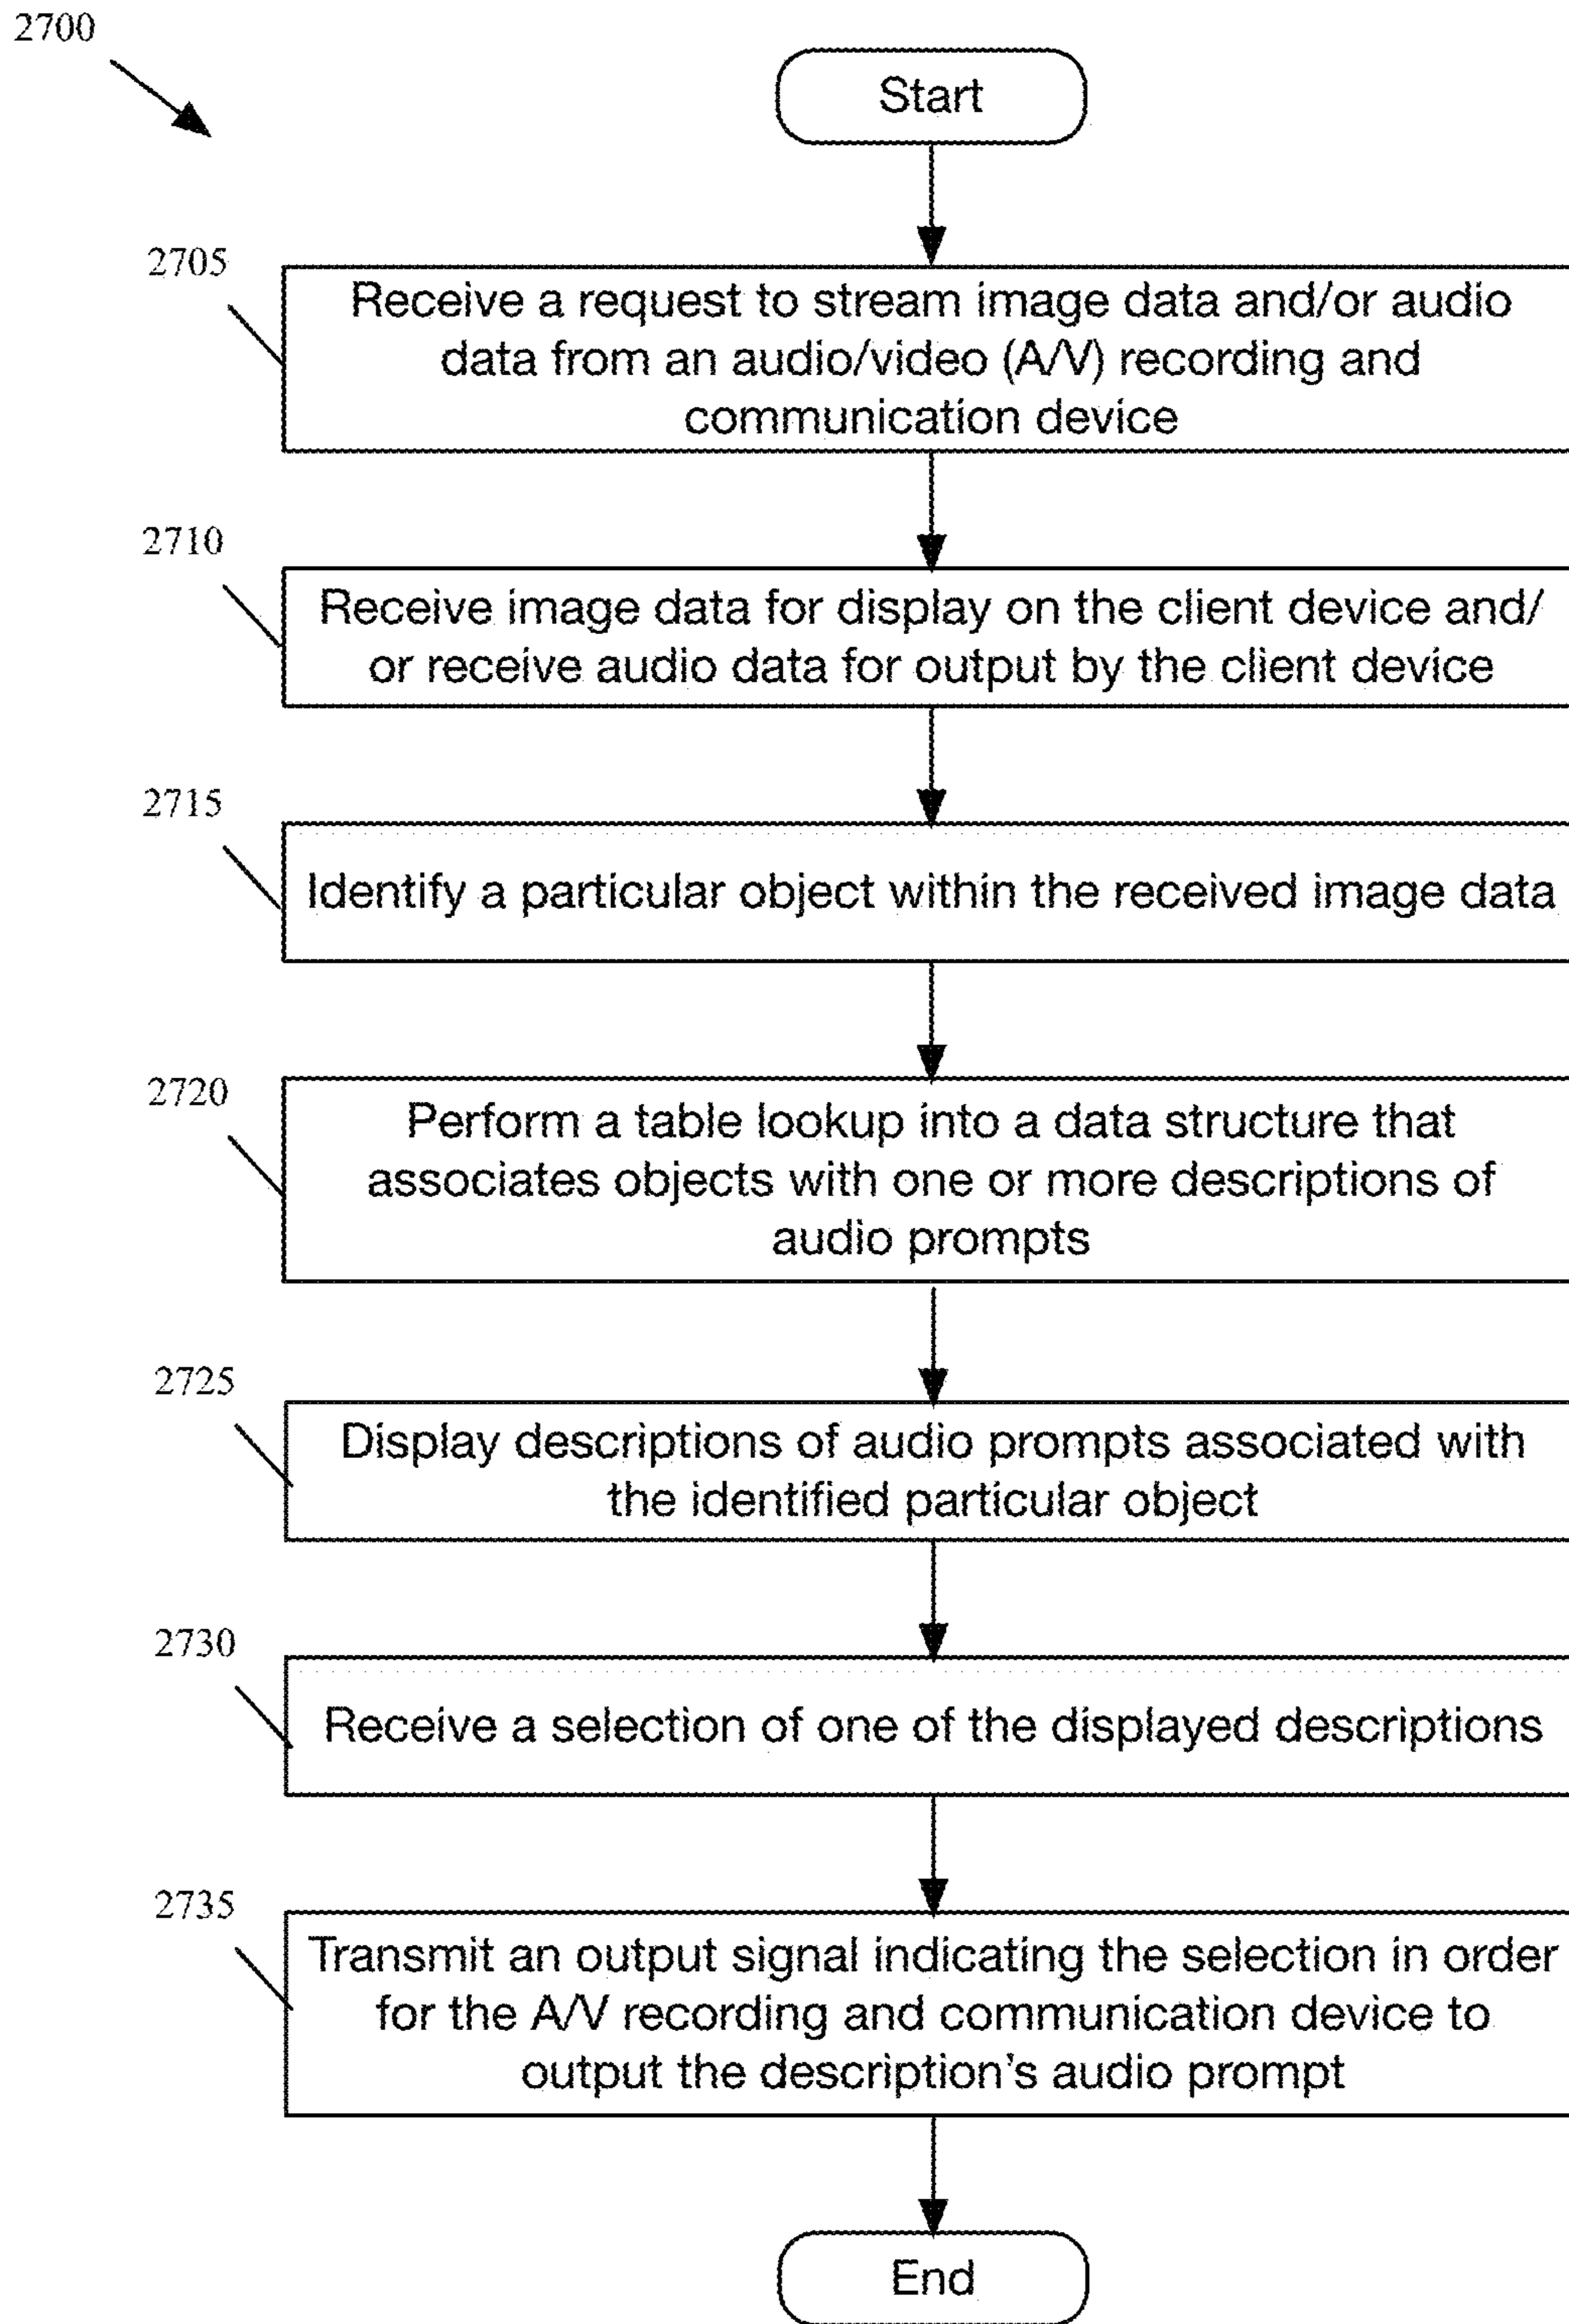 2700
Start
2705
Receive a request to stream image data and/or audio
data from an audio/video (A/V) recording and
communication device
2710
Receive image data for display on the client device and/
or receive audio data for output by the client device
2715
Identify a particular object within the received image data
2720
Perform a table lookup into a data structure that
associates objects with one or more descriptions of
audio prompts
2725
Display descriptions of audio prompts associated with
the identified particular object
2730
Receive a selection of one of the displayed descriptions
2735
Transmit an output signal indicating the selection in order
for the A/V recording and communication device to
output the description's audio prompt
End